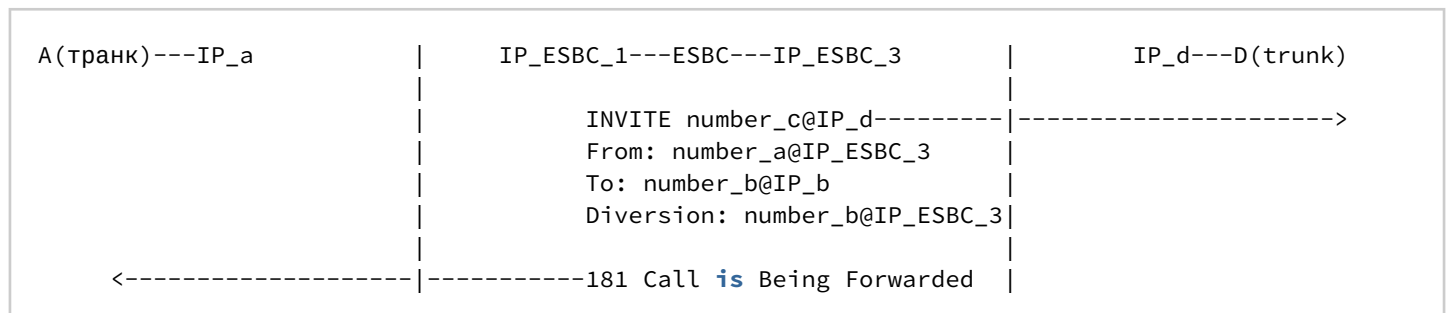 А(транк)---IP_a | IP_ESBC_1---ESBC---IP_ESBC_3 | IP_d---D(trunk)
| |
| INVITE number_c@IP_d---------|---------------------->
| From: number_a@IP_ESBC_3 |
| To: number_b@IP_b |
| Diversion: number_b@IP_ESBC_3|
| |
<--------------------|-----------181 Call is Being Forwarded |